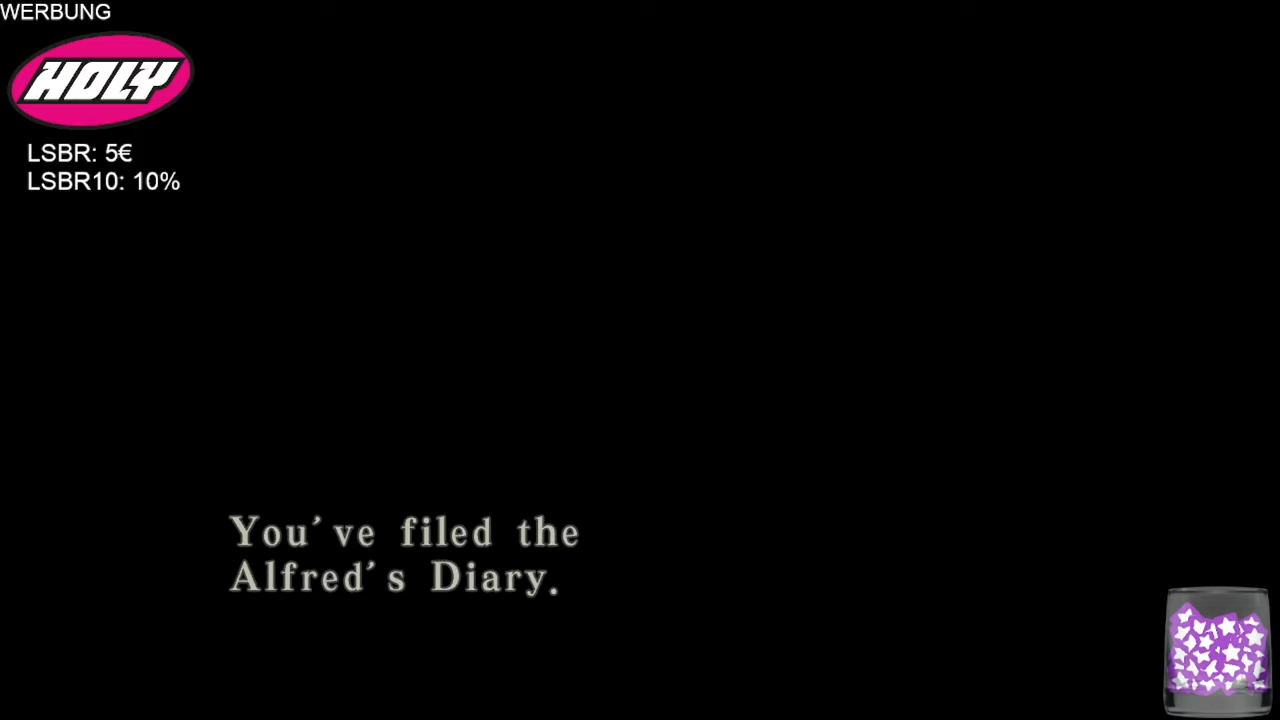 WERBUNG
HOLY
LSBR: 5€
LSBR10: 10%
You've filed the
Alfred's Diary.